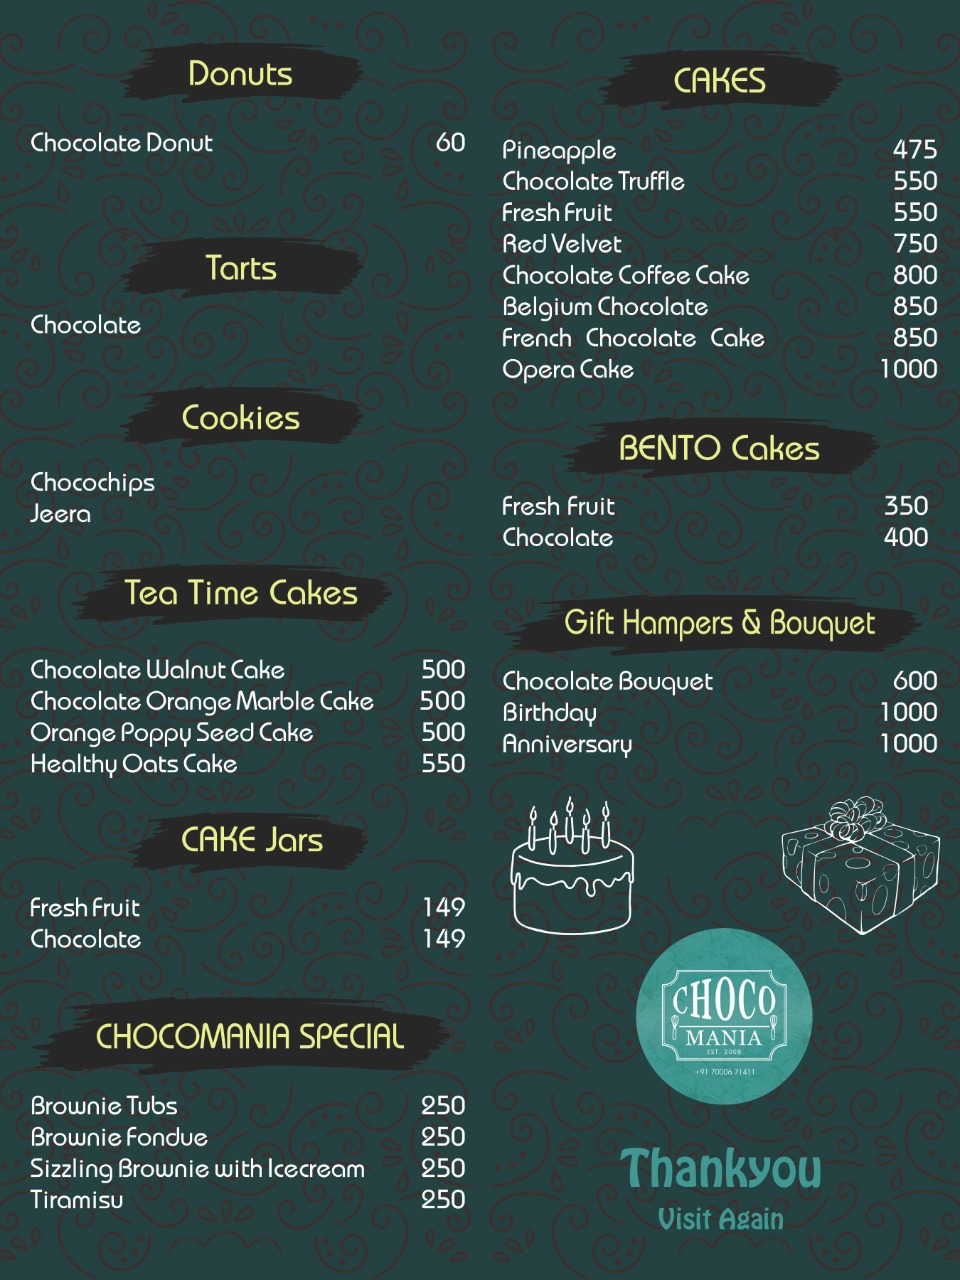 Donuts
Chocolate Donut 60
Tarts
Chocolate
Cookies
Chocochips
Jeera
Tea Time Cakes
Chocolate Walnut Cake 500
Chocolate Orange Marble Cake 500
Orange Poppy Seed Cake 500
Healthy Oats Cake 550
CAKE Jars
Fresh Fruit 149
Chocolate 149
CHOCOMANIA SPECIAL
Brownie Tubs 250
Brownie Fondue 250
Sizzling Brownie with Icecream 250
Tiramisu 250
CAKES
Pineapple 475
Chocolate Truffle 550
Fresh Fruit 550
Red Velvet 750
Chocolate Coffee Cake 800
Belgium Chocolate 850
French Chocolate Cake 850
Opera Cake 1000
BENTO Cakes
Fresh Fruit 350
Chocolate 400
Gift Hampers & Bouquet
Chocolate Bouquet 600
Birthday 1000
Anniversary 1000
CHOCO
MANIA
EST. 2008
+91 70006 71411
Thankyou
Visit Again